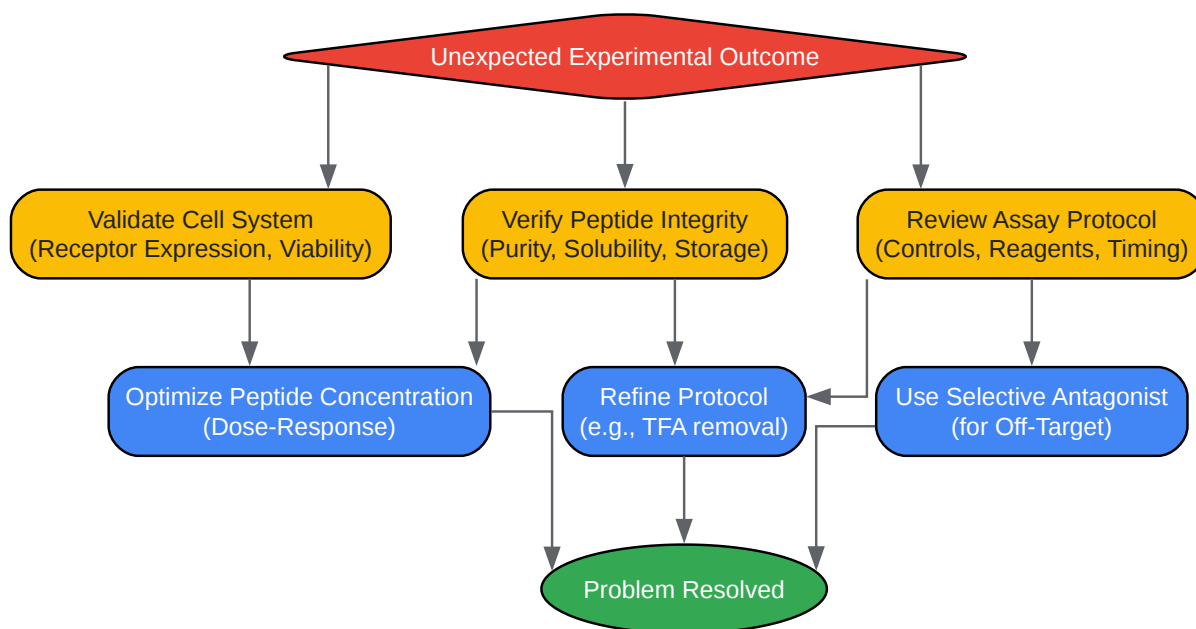 Unexpected Experimental Outcome
Validate Cell System
(Receptor Expression, Viability)
Verify Peptide Integrity
(Purity, Solubility, Storage)
Review Assay Protocol
(Controls, Reagents, Timing)
Optimize Peptide Concentration
(Dose-Response)
Refine Protocol
(e.g., TFA removal)
Use Selective Antagonist
(for Off-Target)
Problem Resolved